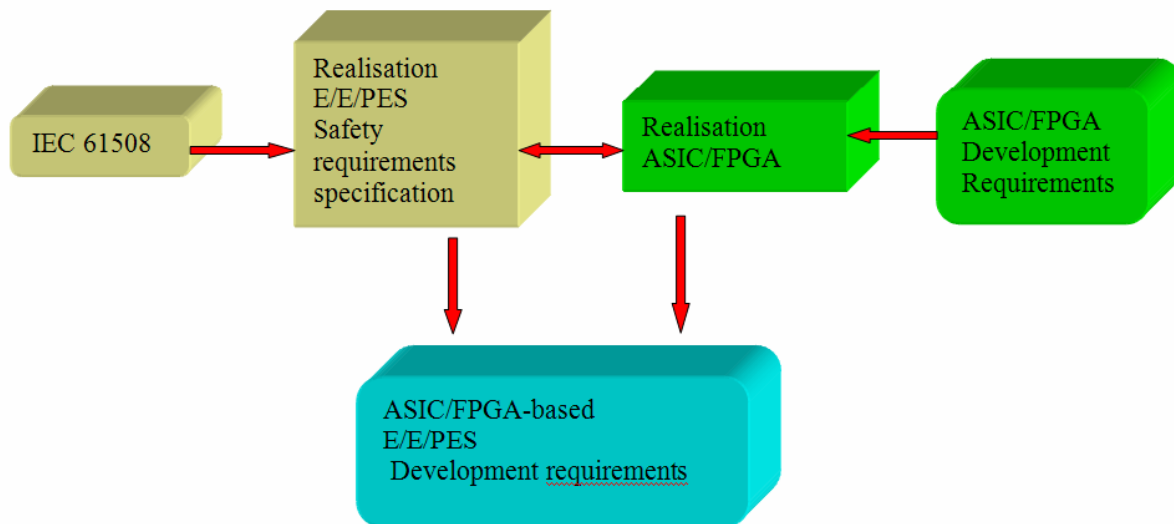 IEC 61508
Realisation
E/E/PES
Safety
requirements
specification
Realisation
ASIC/FPGA
ASIC/FPGA
Development
Requirements
ASIC/FPGA-based
E/E/PES
Development requirements